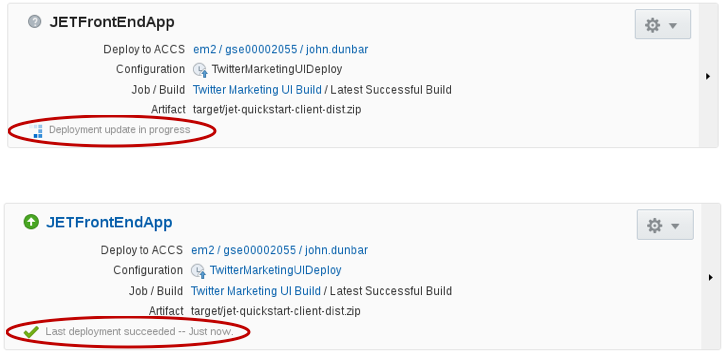 JETFrontEndApp
Deploy to ACCS em2 / gse00002055 / john.dunbar
Configuration TwitterMarketingUIDeploy
Job / Build Twitter Marketing UI Build / Latest Successful Build
Artifact target/jet-quickstart-client-dist.zip
Deployment update in progress
JETFrontEndApp
Deploy to ACCS em2 / gse00002055 / john.dunbar
Configuration TwitterMarketingUIDeploy
Job / Build Twitter Marketing UI Build / Latest Successful Build
Artifact target/jet-quickstart-client-dist.zip
Last deployment succeeded -- Just now.